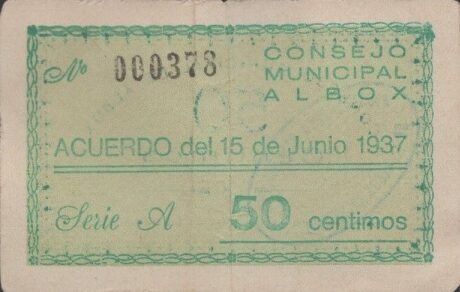 Nº 000378
CONSEJO
MUNICIPAL
ALBOX
ACUERDO del 15 de Junio 1937
Serie A 50 centimos